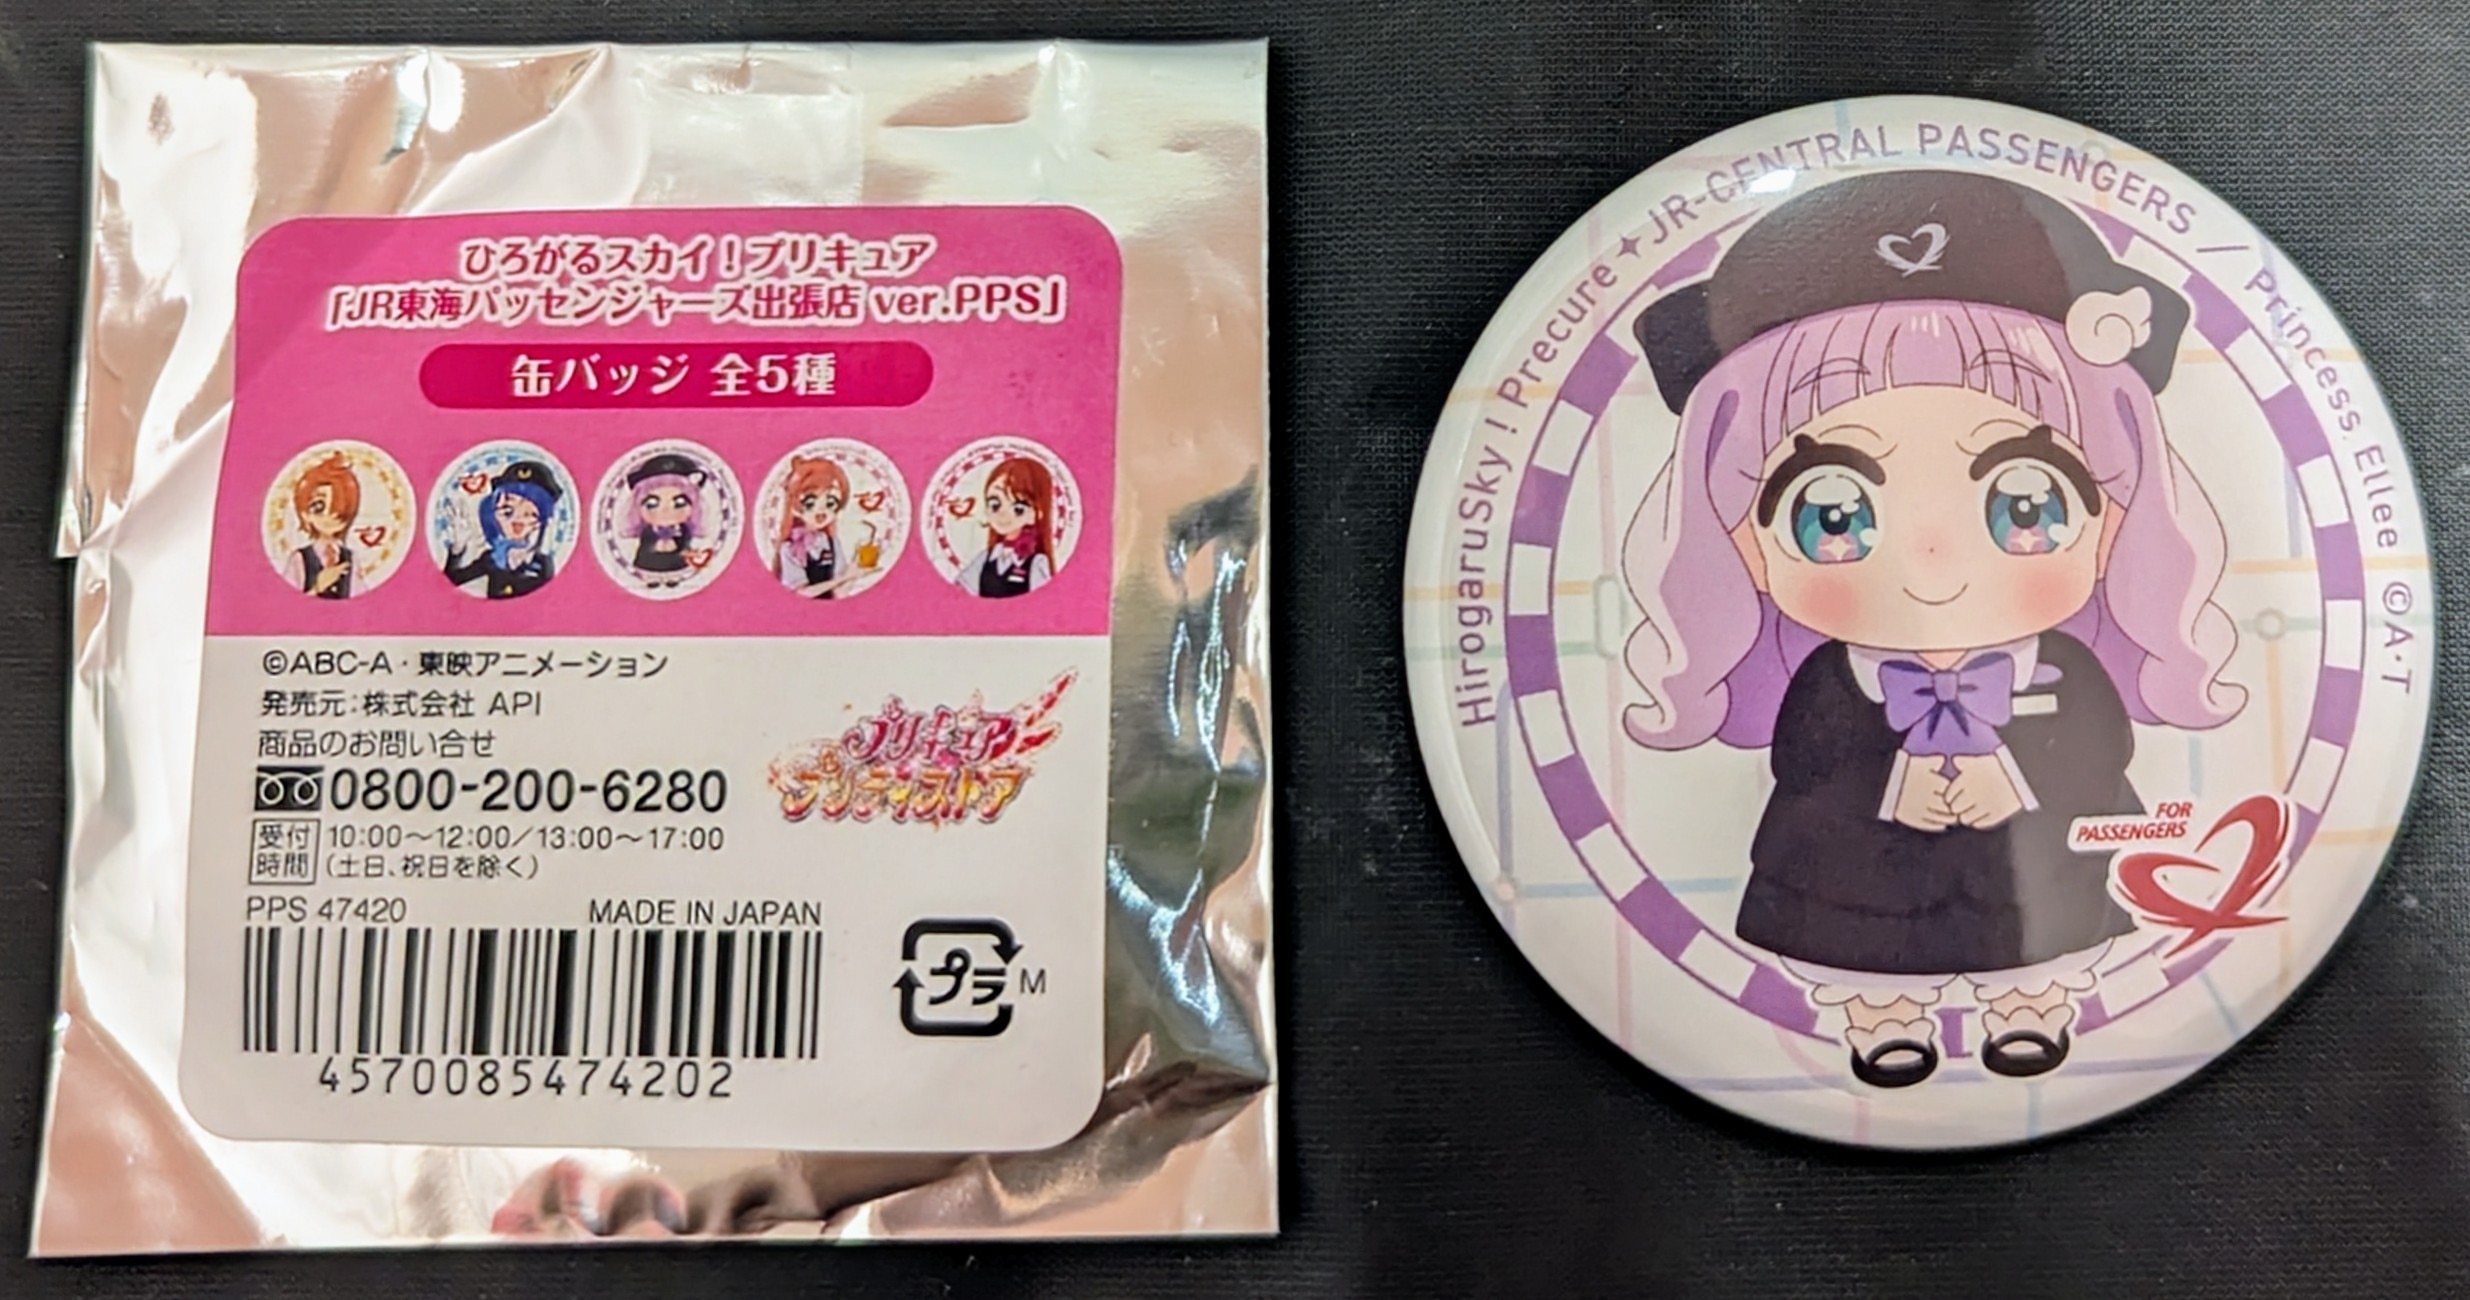 ひろがるスカイ！プリキュア
「JR東海パッセンジャーズ出張店 ver.PPS」
缶バッジ 全5種
©ABC-A・東映アニメーション
発売元:株式会社 API
商品のお問い合せ
0800-200-6280
受付時間 10:00〜12:00/13:00〜17:00
(土日、祝日を除く)
プリキュア
プリティストア
PPS 47420 MADE IN JAPAN
4570085474202
プラ M
HirogaruSky! Precure ✦ JR-CENTRAL PASSENGERS / Princess Ellee ©A・T
FOR
PASSENGERS